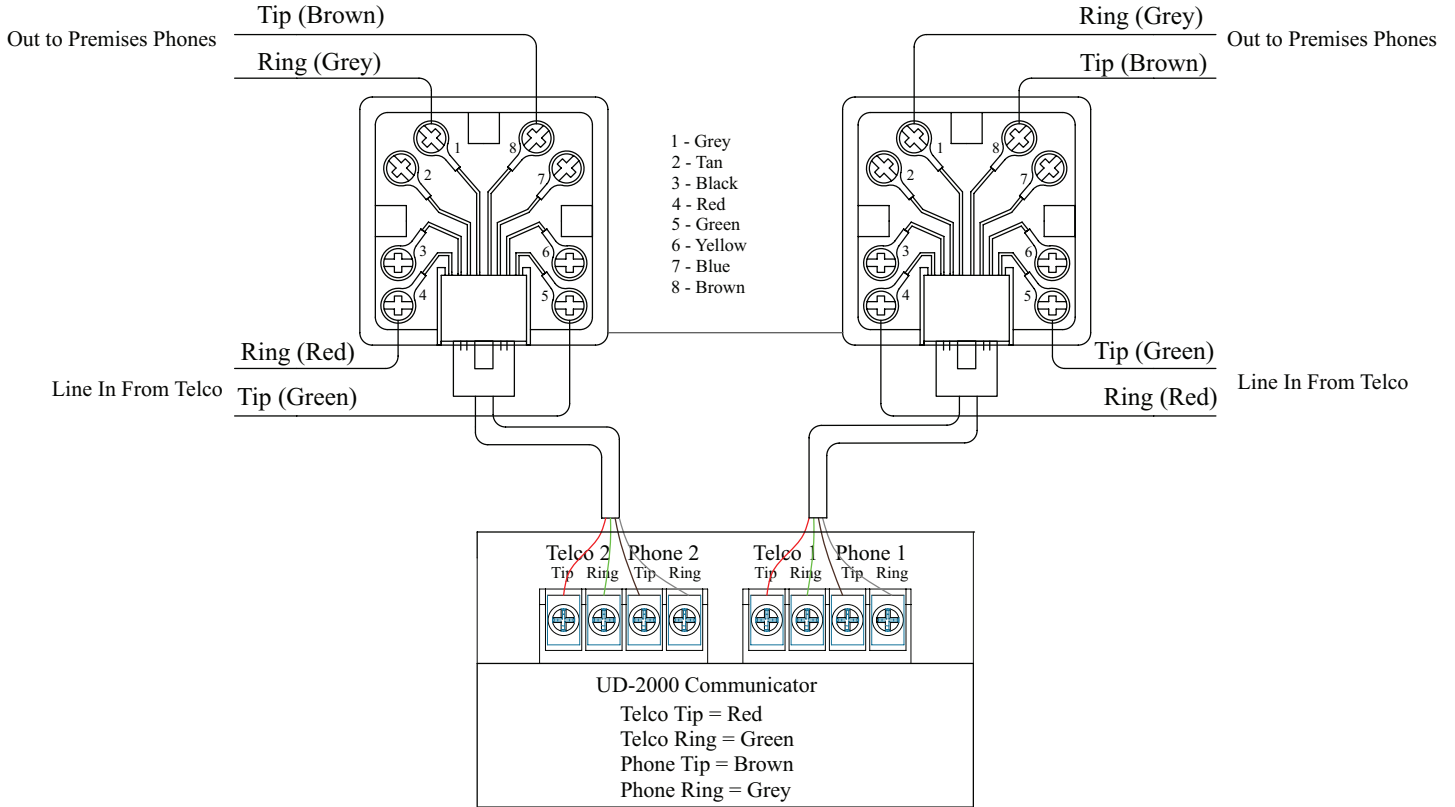 Tip (Brown)
Out to Premises Phones
Ring (Grey)
Ring (Grey)
Out to Premises Phones
Tip (Brown)
1
8
2
7
3
6
4
5
1 - Grey
2 - Tan
3 - Black
4 - Red
5 - Green
6 - Yellow
7 - Blue
8 - Brown
1
8
2
7
3
6
4
5
Ring (Red)
Line In From Telco
Tip (Green)
Tip (Green)
Line In From Telco
Ring (Red)
Telco 2 Phone 2
Tip Ring Tip Ring
Telco 1 Phone 1
Tip Ring Tip Ring
UD-2000 Communicator
Telco Tip = Red
Telco Ring = Green
Phone Tip = Brown
Phone Ring = Grey